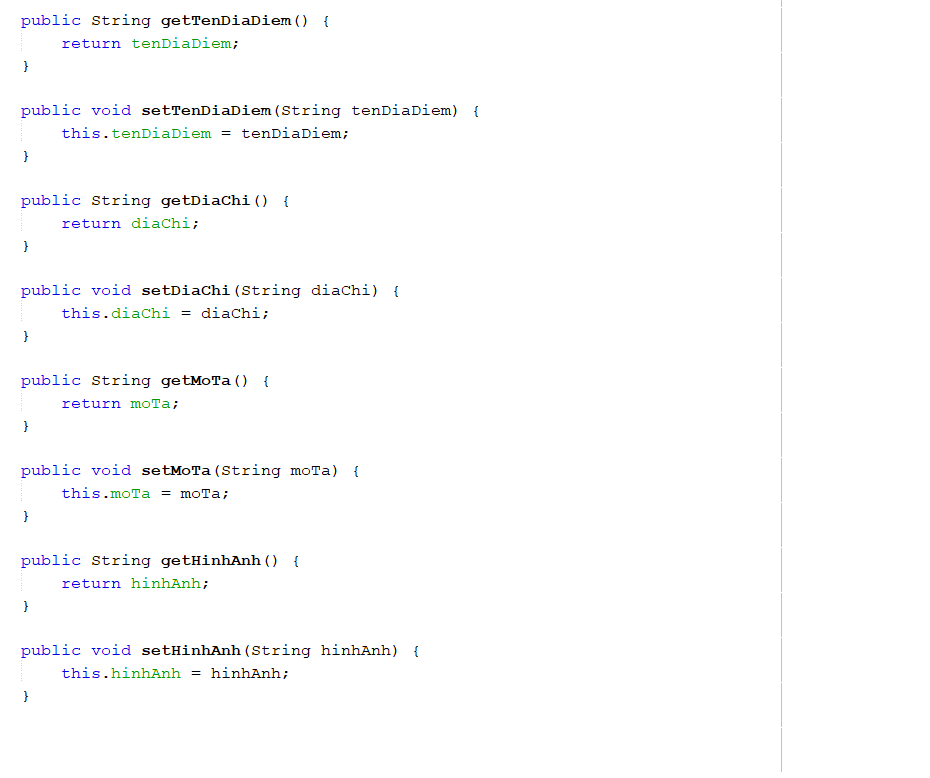 public String getTenDiaDiem() {
    return tenDiaDiem;
}

public void setTenDiaDiem(String tenDiaDiem) {
    this.tenDiaDiem = tenDiaDiem;
}

public String getDiaChi() {
    return diaChi;
}

public void setDiaChi(String diaChi) {
    this.diaChi = diaChi;
}

public String getMoTa() {
    return moTa;
}

public void setMoTa(String moTa) {
    this.moTa = moTa;
}

public String getHinhAnh() {
    return hinhAnh;
}

public void setHinhAnh(String hinhAnh) {
    this.hinhAnh = hinhAnh;
}